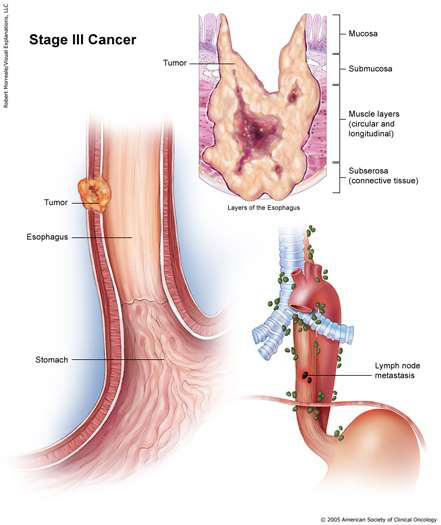 Robert Morreale/Visual Explanations, LLC
Stage III Cancer
Mucosa
Tumor
Submucosa
Muscle layers
(circular and
longitudinal)
Subserosa
(connective tissue)
Layers of the Esophagus
Tumor
Esophagus
Stomach
Lymph node
metastasis
© 2005 American Society of Clinical Oncology